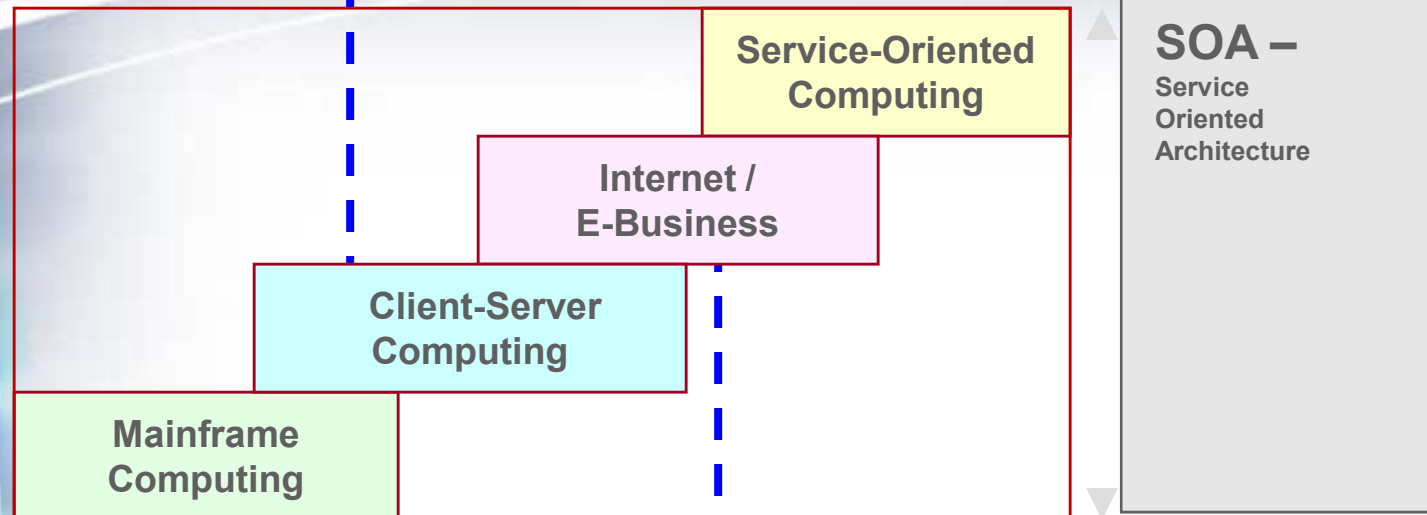 Service-Oriented
Computing
Internet /
E-Business
Client-Server
Computing
Mainframe
Computing
SOA –
Service
Oriented
Architecture